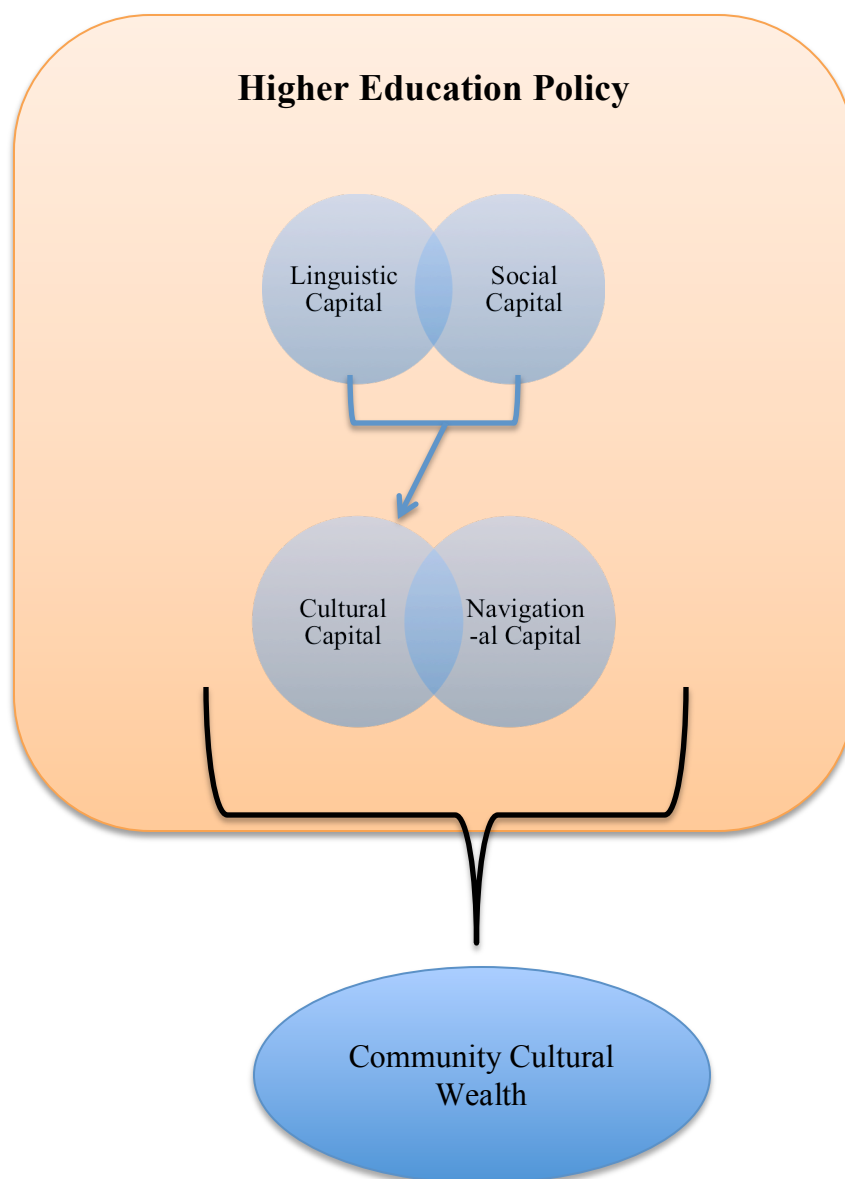 Higher Education Policy
Linguistic
Capital
Social
Capital
Cultural
Capital
Navigation
-al Capital
Community Cultural
Wealth